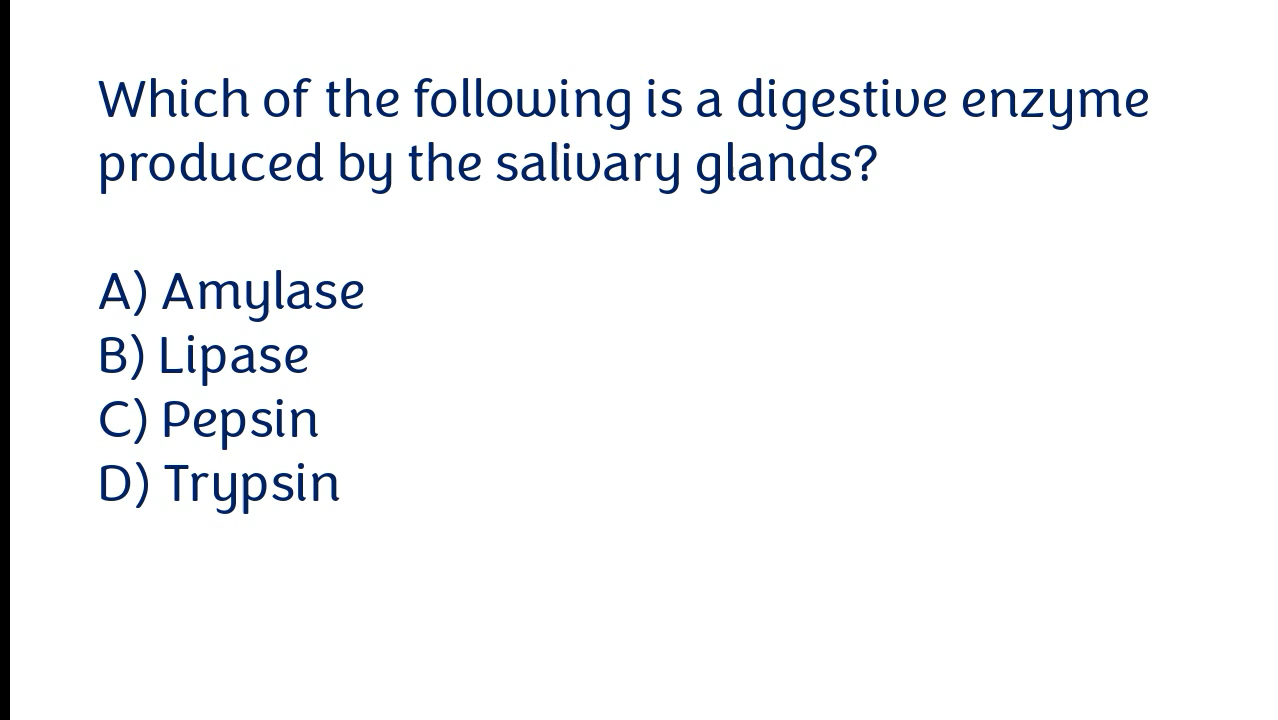 Which of the following is a digestive enzyme
produced by the salivary glands?
A) Amylase
B) Lipase
C) Pepsin
D) Trypsin